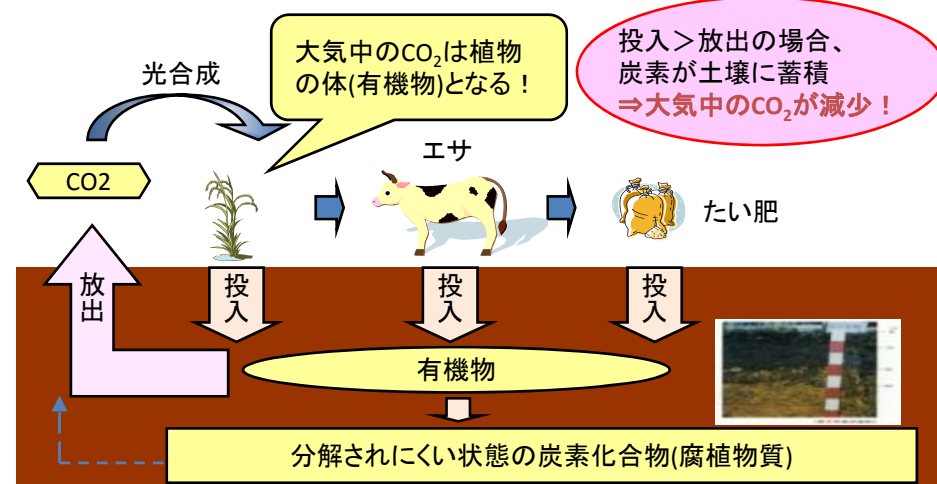 大気中のCO₂は植物
の体(有機物)となる！
投入＞放出の場合、
炭素が土壌に蓄積
⇒大気中のCO₂が減少！
光合成
エサ
CO2
たい肥
放出
投入
投入
投入
有機物
分解されにくい状態の炭素化合物(腐植物質)